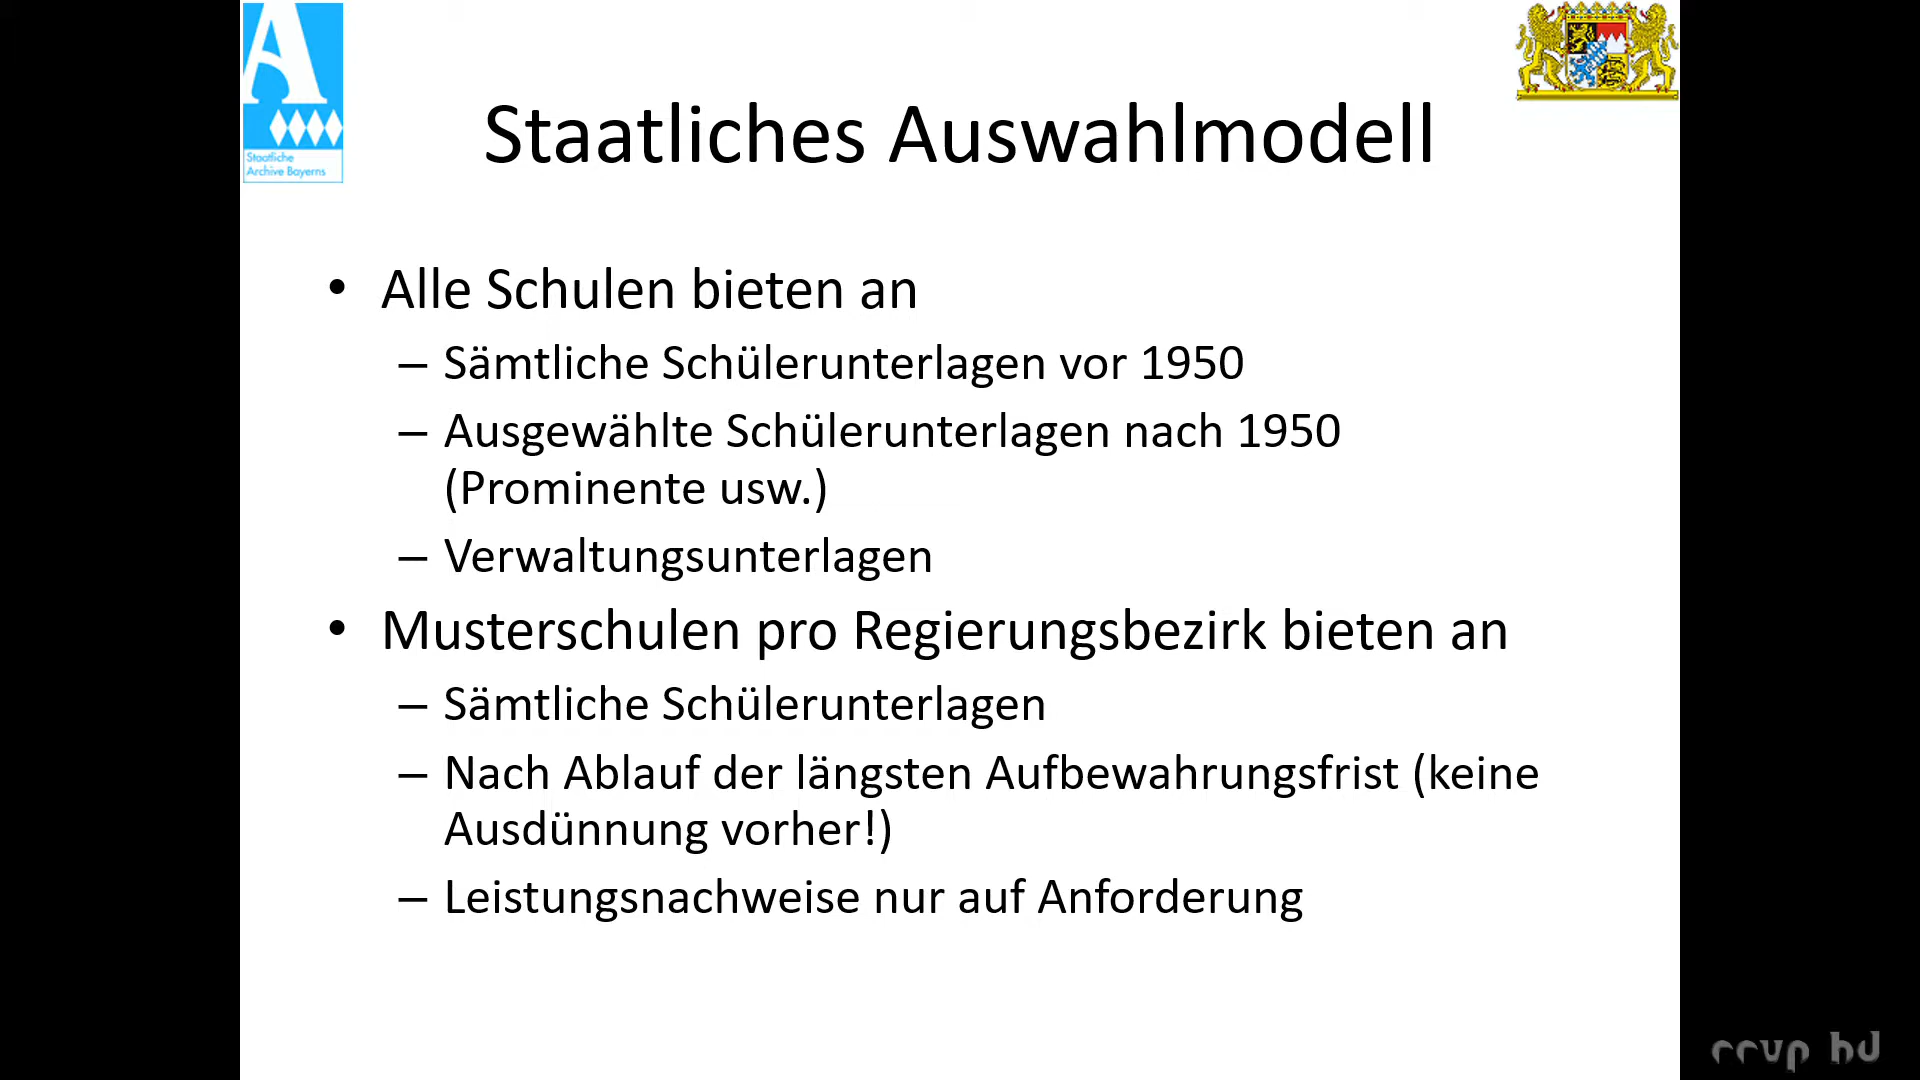 Staatliche
Archive Bayerns
Staatliches Auswahlmodell
• Alle Schulen bieten an
– Sämtliche Schülerunterlagen vor 1950
– Ausgewählte Schülerunterlagen nach 1950
(Prominente usw.)
– Verwaltungsunterlagen
• Musterschulen pro Regierungsbezirk bieten an
– Sämtliche Schülerunterlagen
– Nach Ablauf der längsten Aufbewahrungsfrist (keine
Ausdünnung vorher!)
– Leistungsnachweise nur auf Anforderung